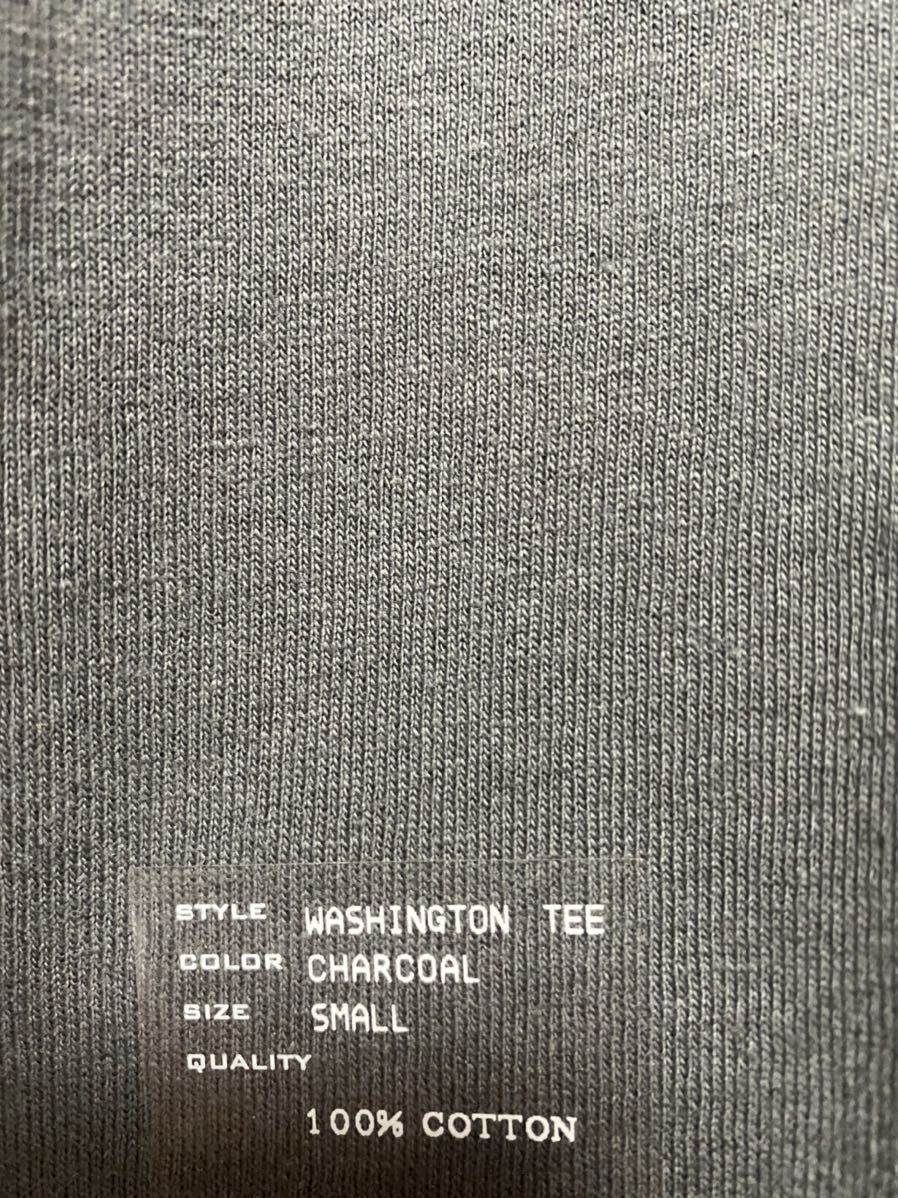 STYLE WASHINGTON TEE
COLOR CHARCOAL
SIZE SMALL
QUALITY
100% COTTON